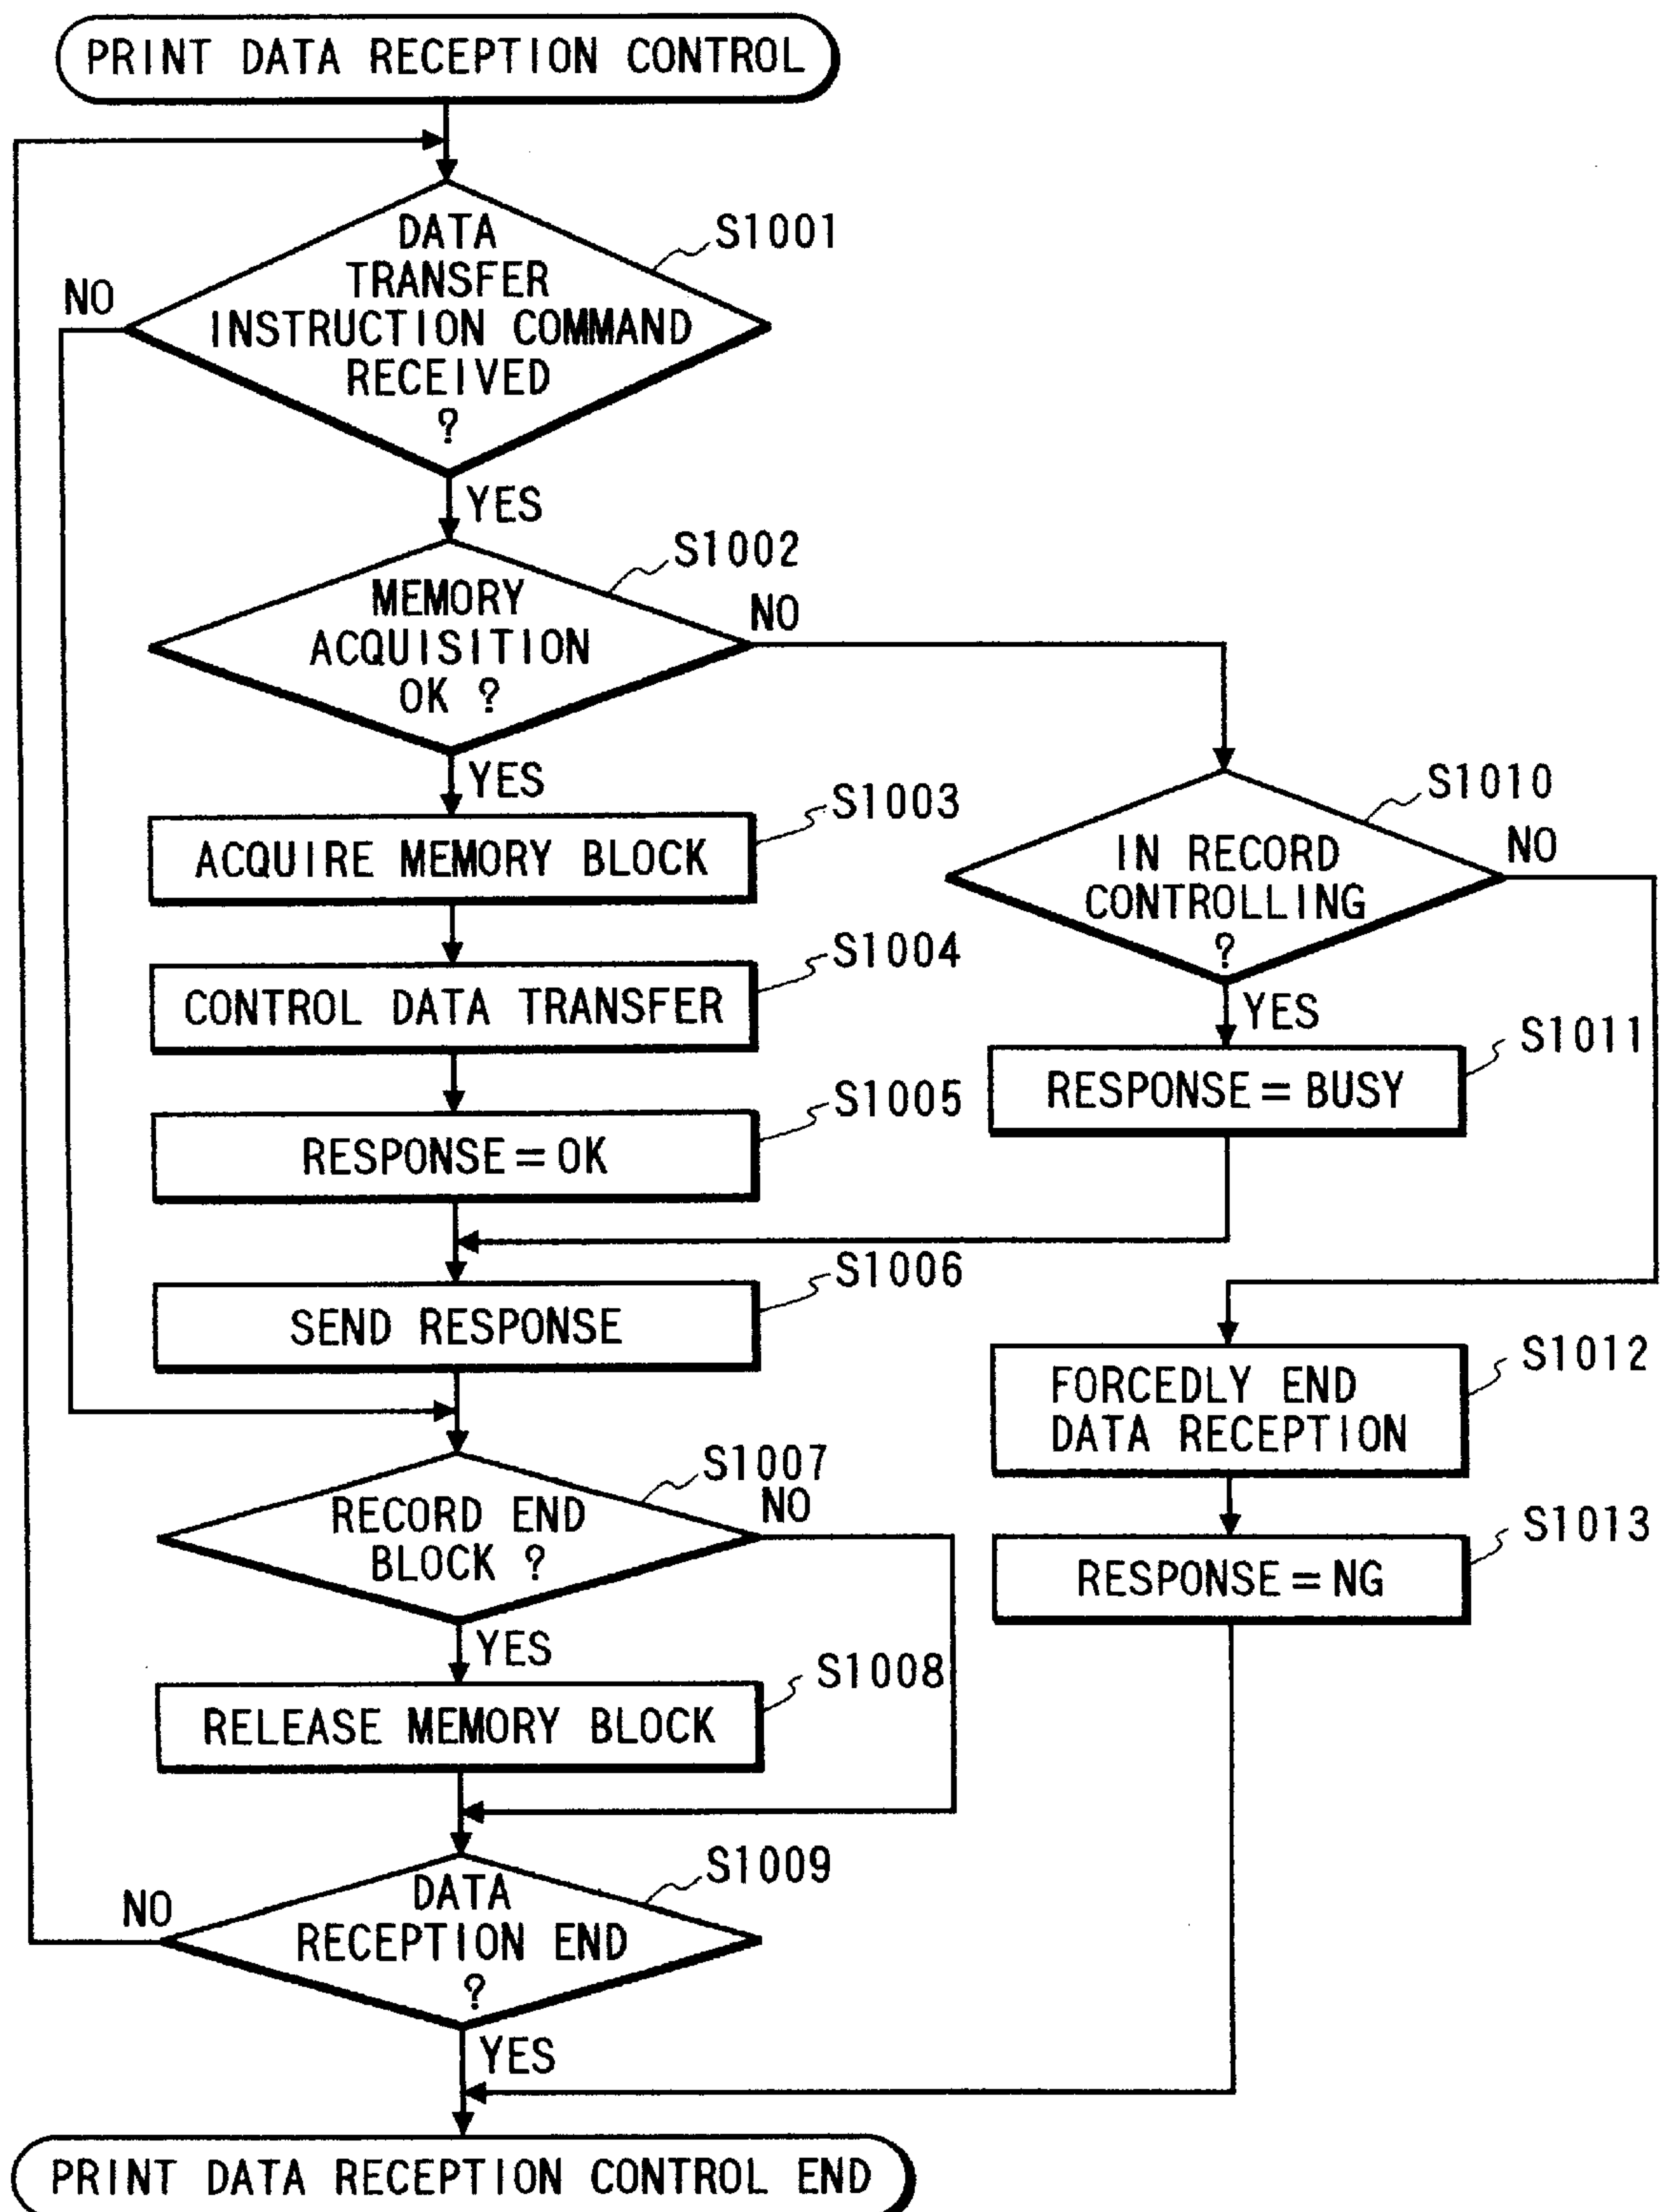 PRINT DATA RECEPTION CONTROL
DATA
TRANSFER
INSTRUCTION COMMAND
RECEIVED
?
S1001
NO
YES
MEMORY
ACQUISITION
OK ?
S1002
NO
YES
ACQUIRE MEMORY BLOCK
S1003
CONTROL DATA TRANSFER
S1004
RESPONSE = OK
S1005
SEND RESPONSE
S1006
IN RECORD
CONTROLLING
?
S1010
NO
YES
RESPONSE = BUSY
S1011
FORCEDLY END
DATA RECEPTION
S1012
RESPONSE = NG
S1013
RECORD END
BLOCK ?
S1007
NO
YES
RELEASE MEMORY BLOCK
S1008
DATA
RECEPTION END
?
S1009
NO
YES
PRINT DATA RECEPTION CONTROL END